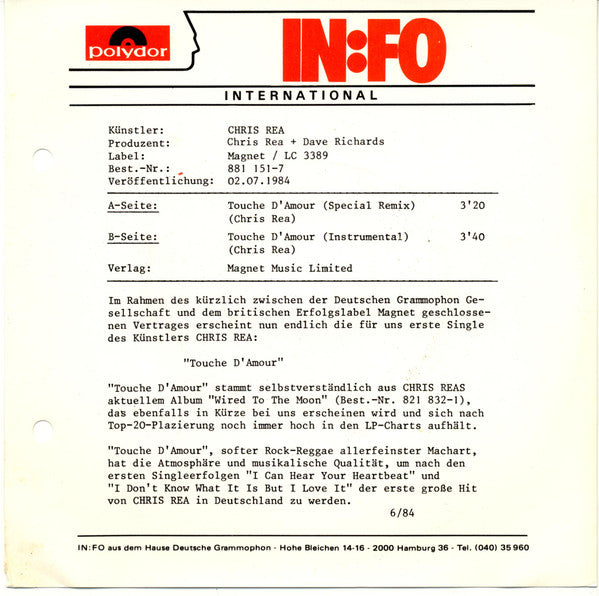 polydor
IN:FO
INTERNATIONAL
Künstler: CHRIS REA
Produzent: Chris Rea + Dave Richards
Label: Magnet / LC 3389
Best.-Nr.: 881 151-7
Veröffentlichung: 02.07.1984
A-Seite: Touche D'Amour (Special Remix) 3'20
(Chris Rea)
B-Seite: Touche D'Amour (Instrumental) 3'40
(Chris Rea)
Verlag: Magnet Music Limited
Im Rahmen des kürzlich zwischen der Deutschen Grammophon Ge-
sellschaft und dem britischen Erfolgslabel Magnet geschlosse-
nen Vertrages erscheint nun endlich die für uns erste Single
des Künstlers CHRIS REA:
"Touche D'Amour"
"Touche D'Amour" stammt selbstverständlich aus CHRIS REAS
aktuellem Album "Wired To The Moon" (Best.-Nr. 821 832-1),
das ebenfalls in Kürze bei uns erscheinen wird und sich nach
Top-20-Plazierung noch immer hoch in den LP-Charts aufhält.
"Touche D'Amour", softer Rock-Reggae allerfeinster Machart,
hat die Atmosphäre und musikalische Qualität, um nach den
ersten Singleerfolgen "I Can Hear Your Heartbeat" und
"I Don't Know What It Is But I Love It" der erste große Hit
von CHRIS REA in Deutschland zu werden.
6/84
IN:FO aus dem Hause Deutsche Grammophon - Hohe Bleichen 14-16 - 2000 Hamburg 36 - Tel. (040) 35 960